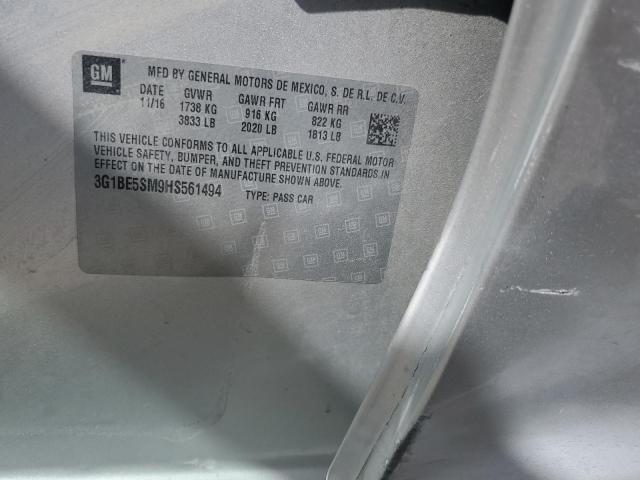 GM
MFD BY GENERAL MOTORS DE MEXICO, S. DE R.L. DE C.V.
DATE GVWR GAWR FRT GAWR RR
11/16 1738 KG 916 KG 822 KG
3833 LB 2020 LB 1813 LB
THIS VEHICLE CONFORMS TO ALL APPLICABLE U.S. FEDERAL MOTOR
VEHICLE SAFETY, BUMPER, AND THEFT PREVENTION STANDARDS IN
EFFECT ON THE DATE OF MANUFACTURE SHOWN ABOVE.
3G1BE5SM9HS561494 TYPE: PASS CAR